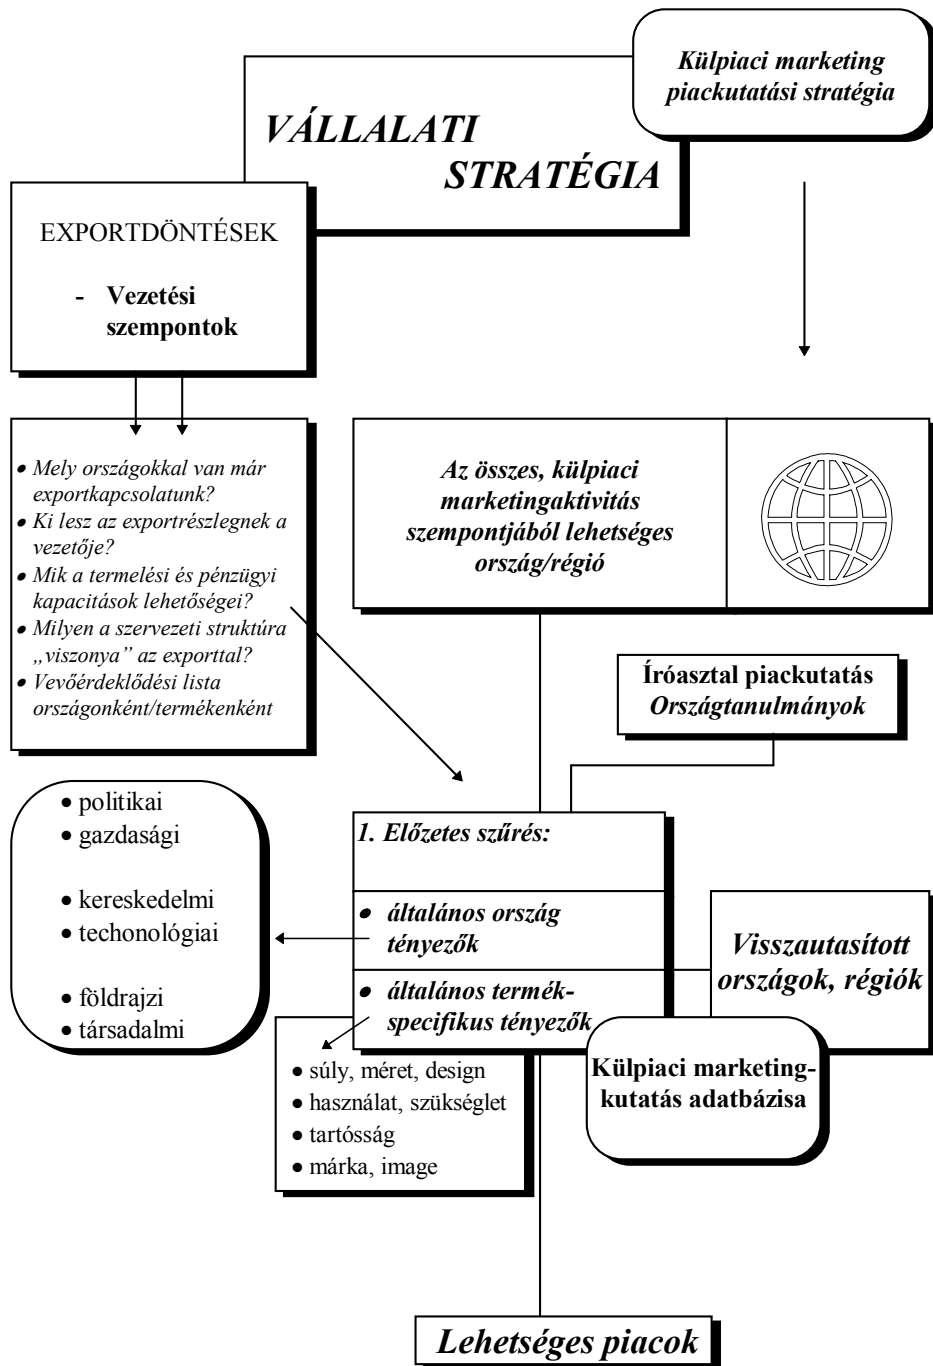 Külpiaci marketing
piackutatási stratégia
VÁLLALATI
STRATÉGIA
EXPORTDÖNTÉSEK
- Vezetési
szempontok
• Mely országokkal van már
exportkapcsolatunk?
• Ki lesz az exportrészlegnek a
vezetője?
• Mik a termelési és pénzügyi
kapacitások lehetőségei?
• Milyen a szervezeti struktúra
„viszonya” az exporttal?
• Vevőérdeklődési lista
országonként/termékenként
Az összes, külpiaci
marketingaktivitás
szempontjából lehetséges
ország/régió
Íróasztal piackutatás
Országtanulmányok
• politikai
• gazdasági
• kereskedelmi
• techonológiai
• földrajzi
• társadalmi
1. Előzetes szűrés:
• általános ország
tényezők
• általános termék-
specifikus tényezők
Visszautasított
országok, régiók
Külpiaci marketing-
kutatás adatbázisa
• súly, méret, design
• használat, szükséglet
• tartósság
• márka, image
Lehetséges piacok